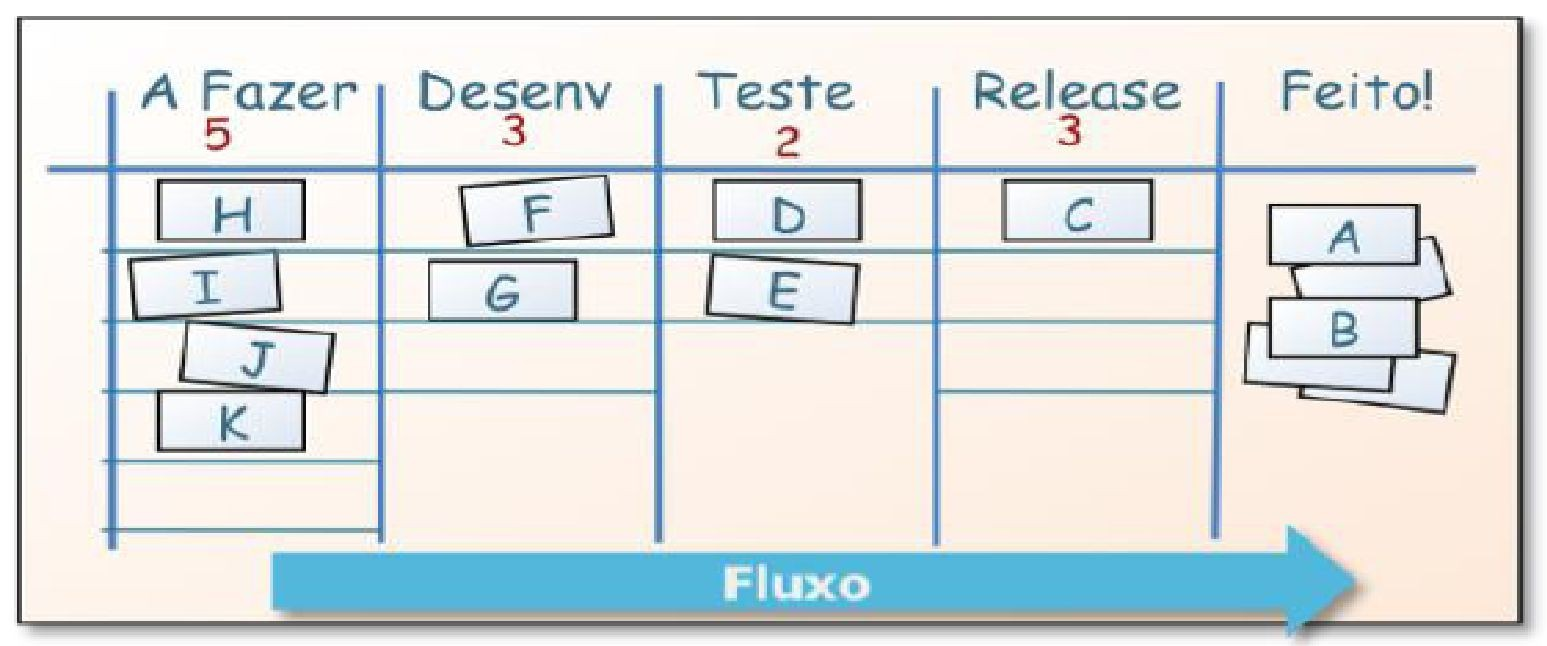 A Fazer Desenv Teste Release Feito!
5 3 2 3
H F D C A
I G E B
J
K
Fluxo